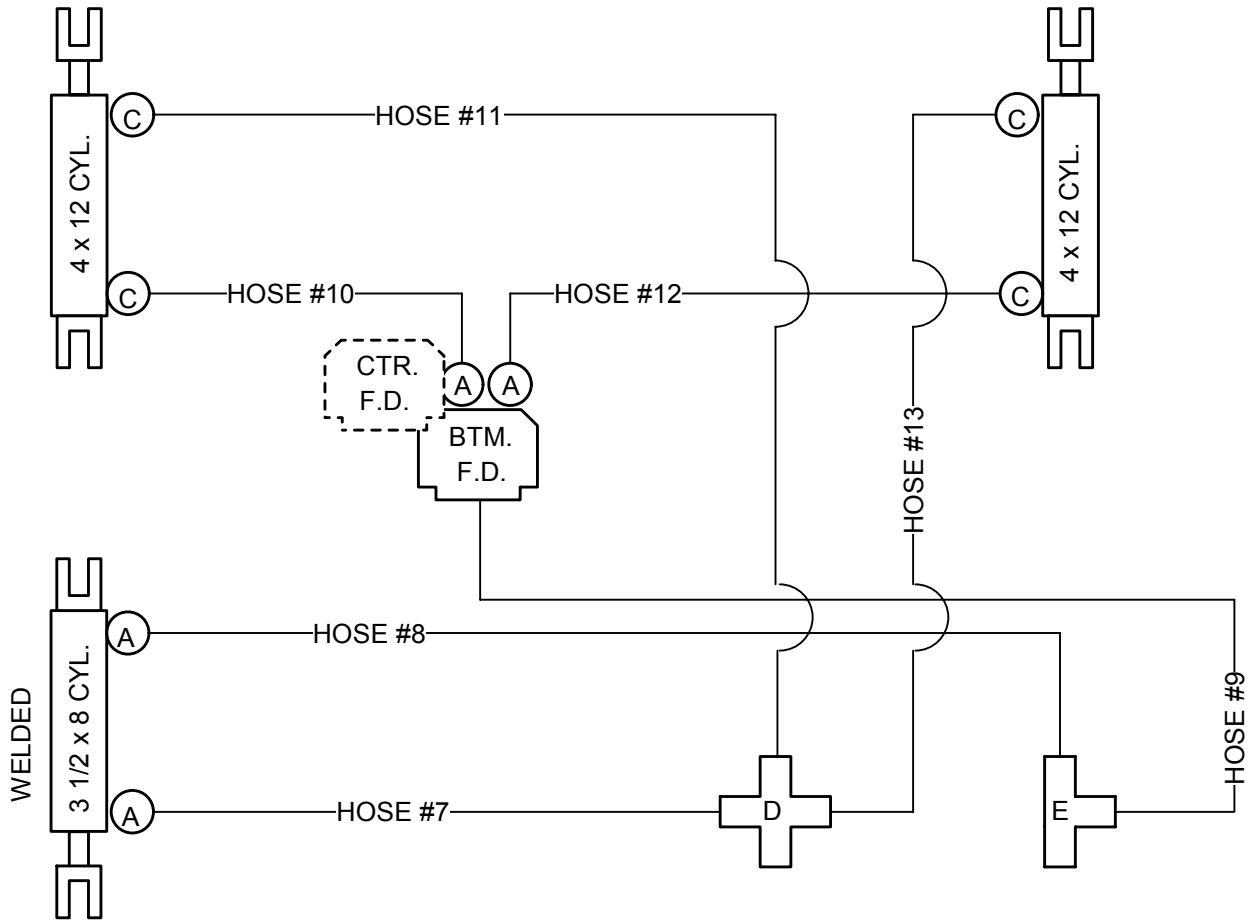 C
HOSE #11
C
4 x 12 CYL.
4 x 12 CYL.
C
HOSE #10
HOSE #12
C
CTR.
F.D.
A
A
BTM.
F.D.
HOSE #13
A
HOSE #8
WELDED
3 1/2 x 8 CYL.
HOSE #9
A
HOSE #7
D
E